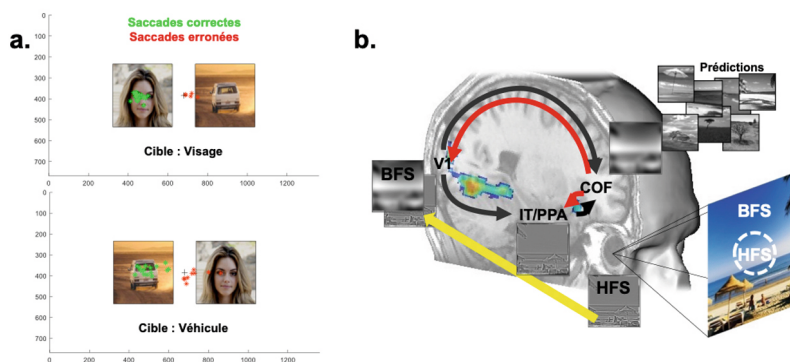 a.
0
100
200
300
400
500
600
700
Saccades correctes
Saccades erronées
Cible : Visage
0 200 400 600 800 1000 1200
0
100
200
300
400
500
600
700
Cible : Véhicule
0 200 400 600 800 1000 1200
b.
Prédictions
V1
BFS
COF
IT/PPA
HFS
BFS
HFS